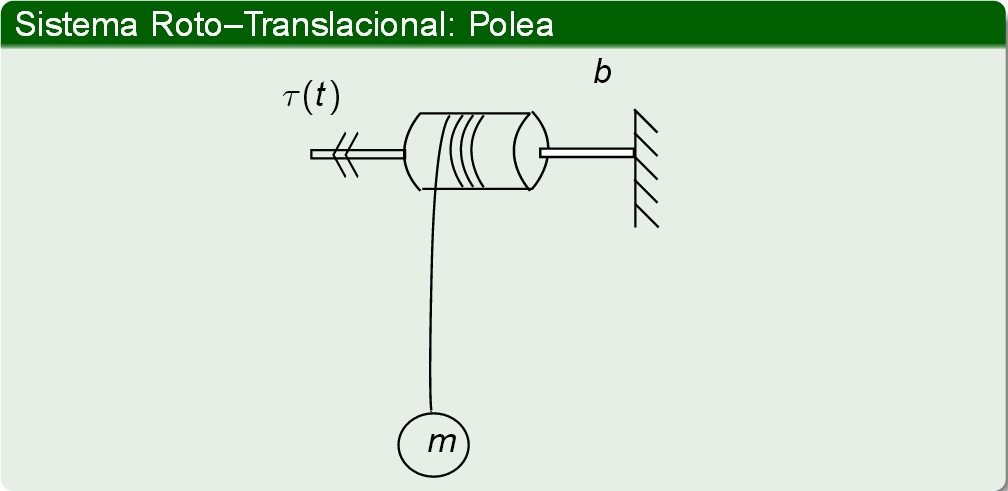 Sistema Roto–Translacional: Polea
b
τ(t)
m